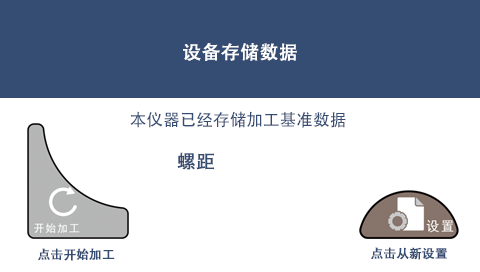 设备存储数据
本仪器已经存储加工基准数据
螺距
开始加工
设置
点击开始加工
点击从新设置